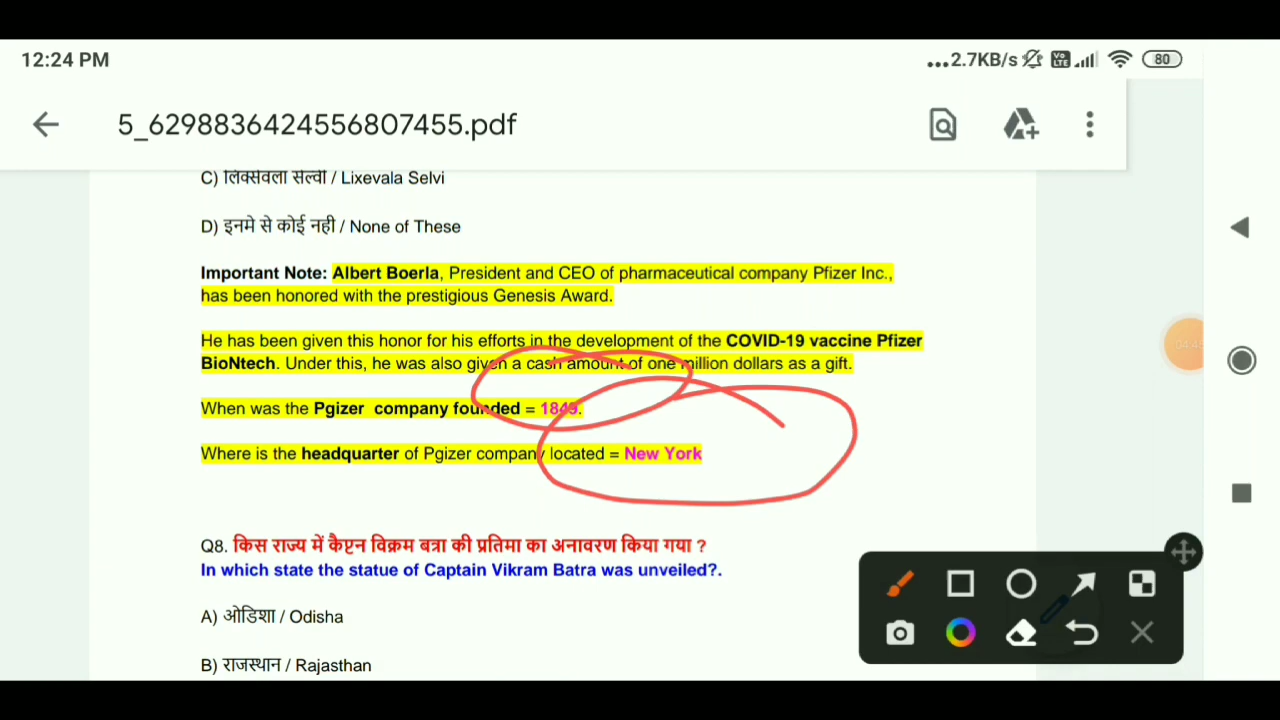 12:24 PM
...2.7KB/s Vo LTE 80
5_6298836424556807455.pdf
C) लिक्सेवला सेल्वी / Lixevala Selvi
D) इनमे से कोई नही / None of These
Important Note: Albert Boerla, President and CEO of pharmaceutical company Pfizer Inc.,
has been honored with the prestigious Genesis Award.
He has been given this honor for his efforts in the development of the COVID-19 vaccine Pfizer
BioNtech. Under this, he was also given a cash amount of one million dollars as a gift.
When was the Pgizer company founded = 1849.
Where is the headquarter of Pgizer company located = New York
Q8. किस राज्य में कैप्टन विक्रम बत्रा की प्रतिमा का अनावरण किया गया ?
In which state the statue of Captain Vikram Batra was unveiled?.
A) ओडिशा / Odisha
B) राजस्थान / Rajasthan